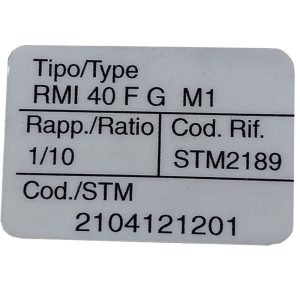 Tipo/Type
RMI 40 F G M1
Rapp./Ratio Cod. Rif.
1/10 STM2189
Cod./STM
2104121201